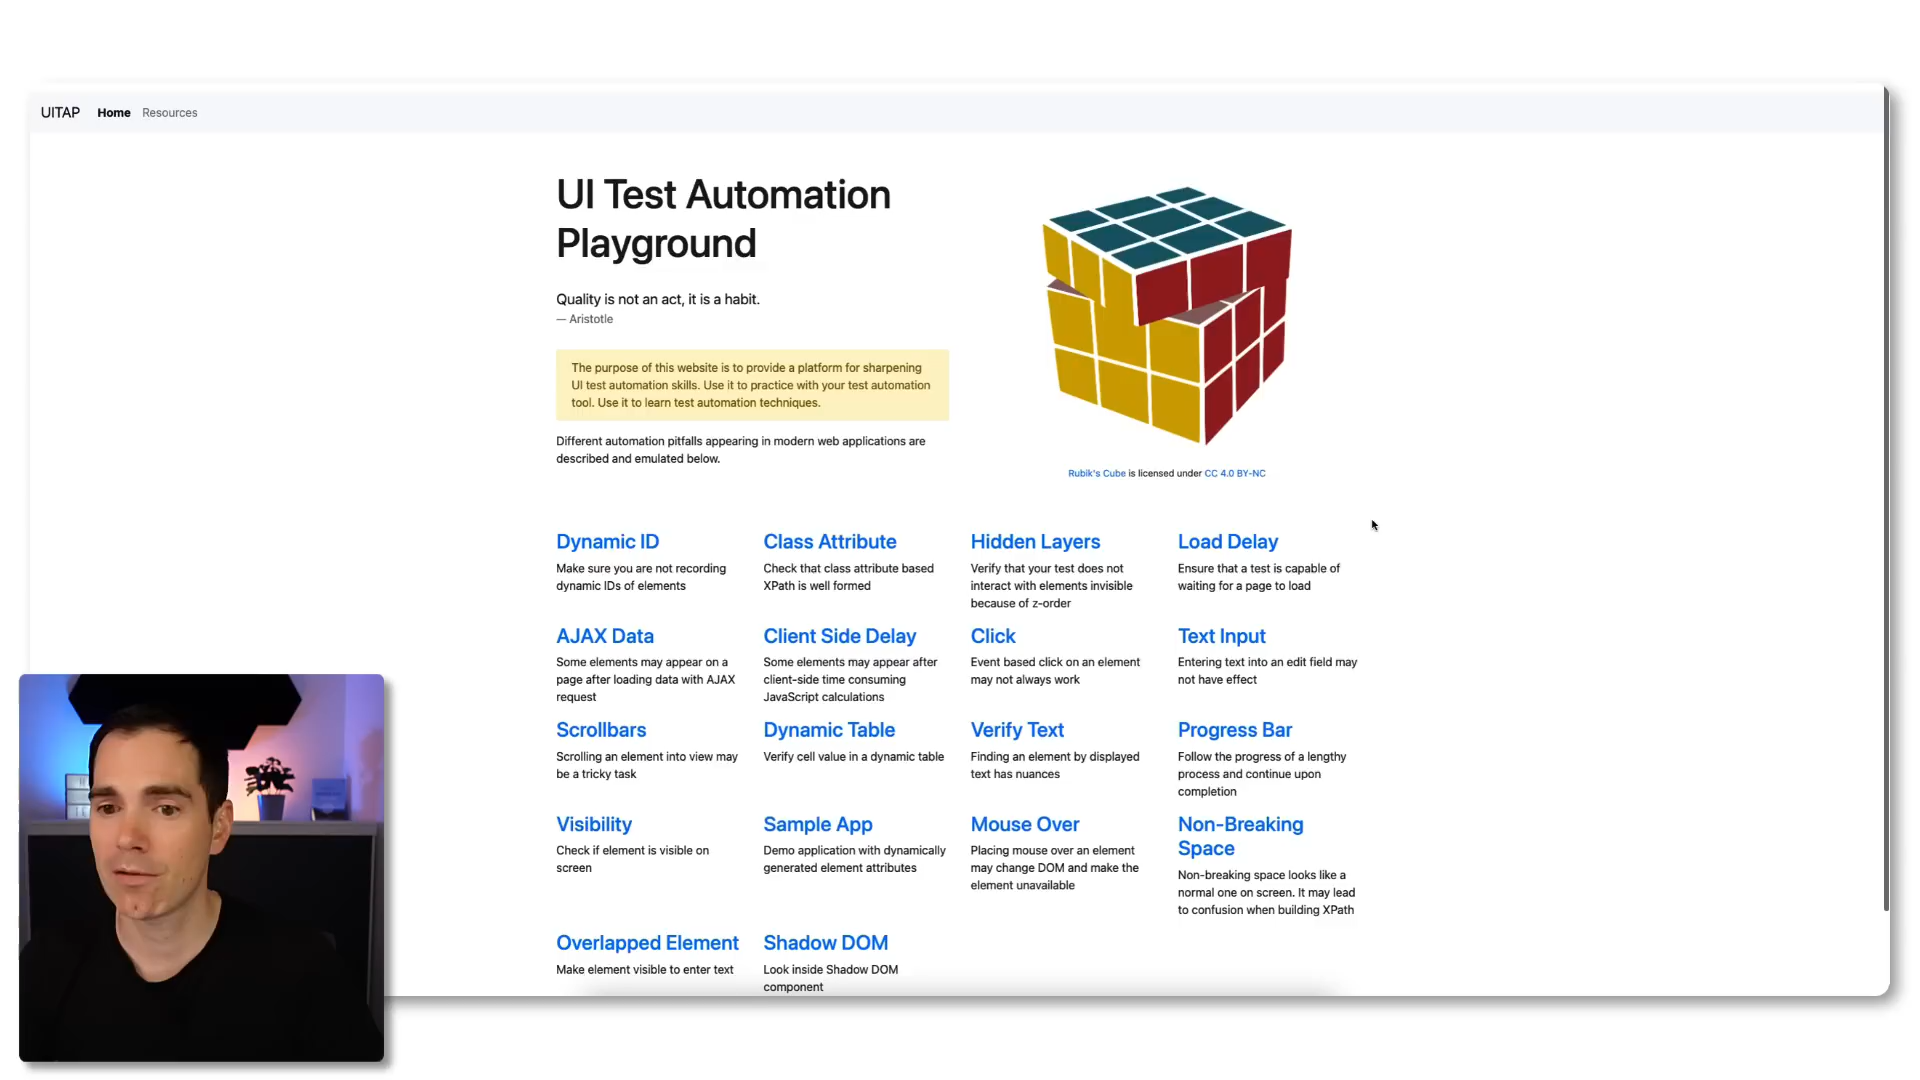 UITAP Home Resources
UI Test Automation
Playground
Quality is not an act, it is a habit.
— Aristotle
The purpose of this website is to provide a platform for sharpening
UI test automation skills. Use it to practice with your test automation
tool. Use it to learn test automation techniques.
Different automation pitfalls appearing in modern web applications are
described and emulated below.
Rubik's Cube is licensed under CC 4.0 BY-NC
Dynamic ID
Make sure you are not recording
dynamic IDs of elements
Class Attribute
Check that class attribute based
XPath is well formed
Hidden Layers
Verify that your test does not
interact with elements invisible
because of z-order
Load Delay
Ensure that a test is capable of
waiting for a page to load
AJAX Data
Some elements may appear on a
page after loading data with AJAX
request
Client Side Delay
Some elements may appear after
client-side time consuming
JavaScript calculations
Click
Event based click on an element
may not always work
Text Input
Entering text into an edit field may
not have effect
Scrollbars
Scrolling an element into view may
be a tricky task
Dynamic Table
Verify cell value in a dynamic table
Verify Text
Finding an element by displayed
text has nuances
Progress Bar
Follow the progress of a lengthy
process and continue upon
completion
Visibility
Check if element is visible on
screen
Sample App
Demo application with dynamically
generated element attributes
Mouse Over
Placing mouse over an element
may change DOM and make the
element unavailable
Non-Breaking
Space
Non-breaking space looks like a
normal one on screen. It may lead
to confusion when building XPath
Overlapped Element
Make element visible to enter text
Shadow DOM
Look inside Shadow DOM
component